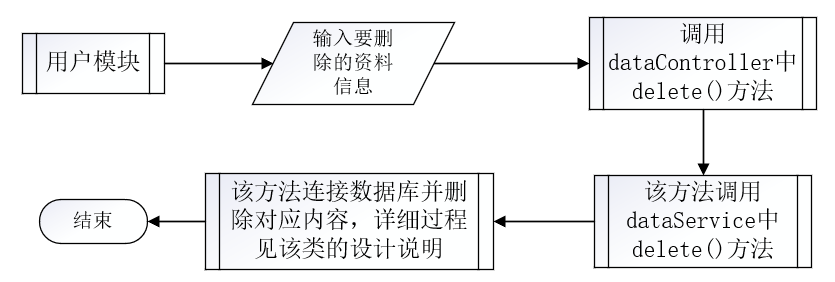 用户模块
输入要删
除的资料
信息
调用
dataController中
delete()方法
该方法调用
dataService中
delete()方法
该方法连接数据库并删
除对应内容，详细过程
见该类的设计说明
结束